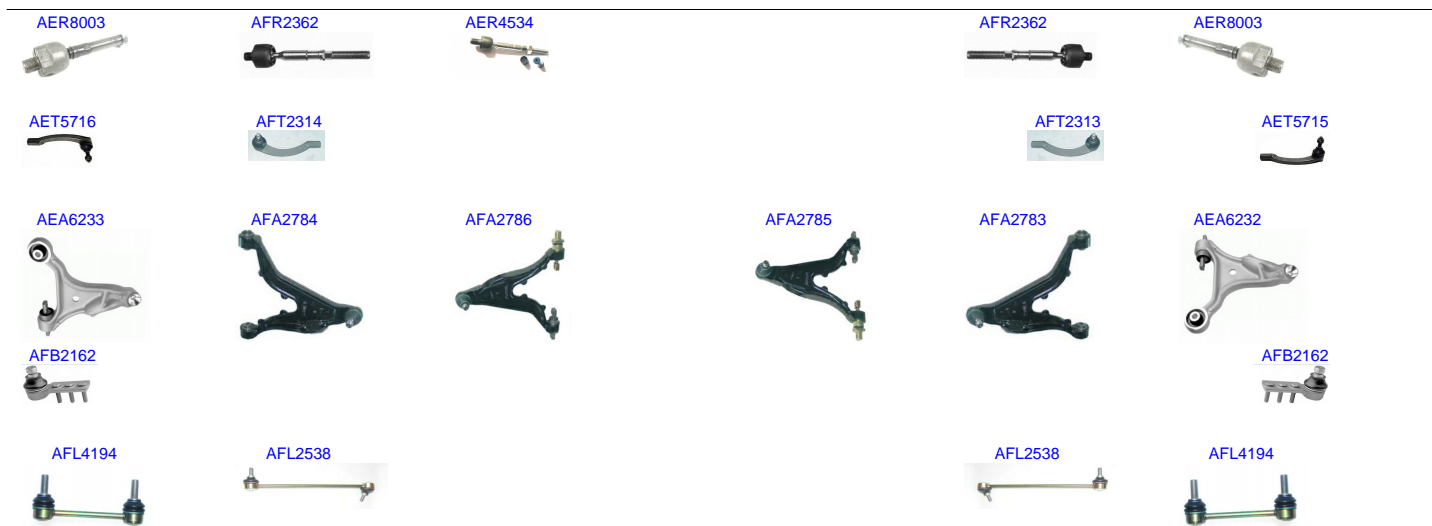 AER8003 AFR2362 AER4534 AFR2362 AER8003
AET5716 AFT2314 AFT2313 AET5715
AEA6233 AFA2784 AFA2786 AFA2785 AFA2783 AEA6232
AFB2162 AFB2162
AFL4194 AFL2538 AFL2538 AFL4194